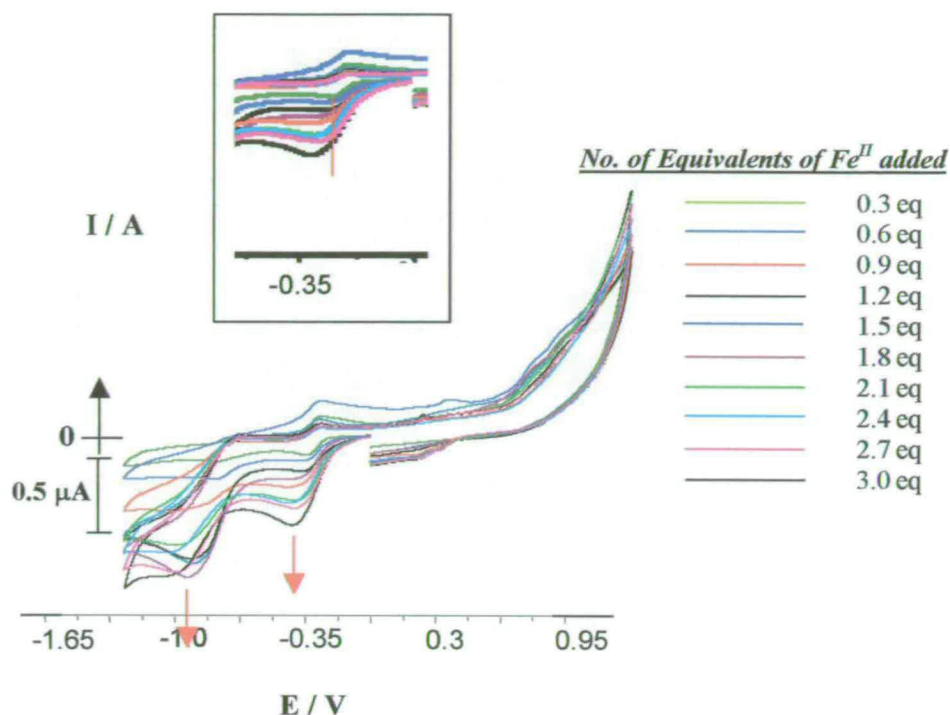 -0.35
No. of Equivalents of Feᴵᴵ added
0.3 eq
0.6 eq
0.9 eq
1.2 eq
1.5 eq
1.8 eq
2.1 eq
2.4 eq
2.7 eq
3.0 eq
I / A
0
0.5 µA
-1.65
-1.0
-0.35
0.3
0.95
E / V